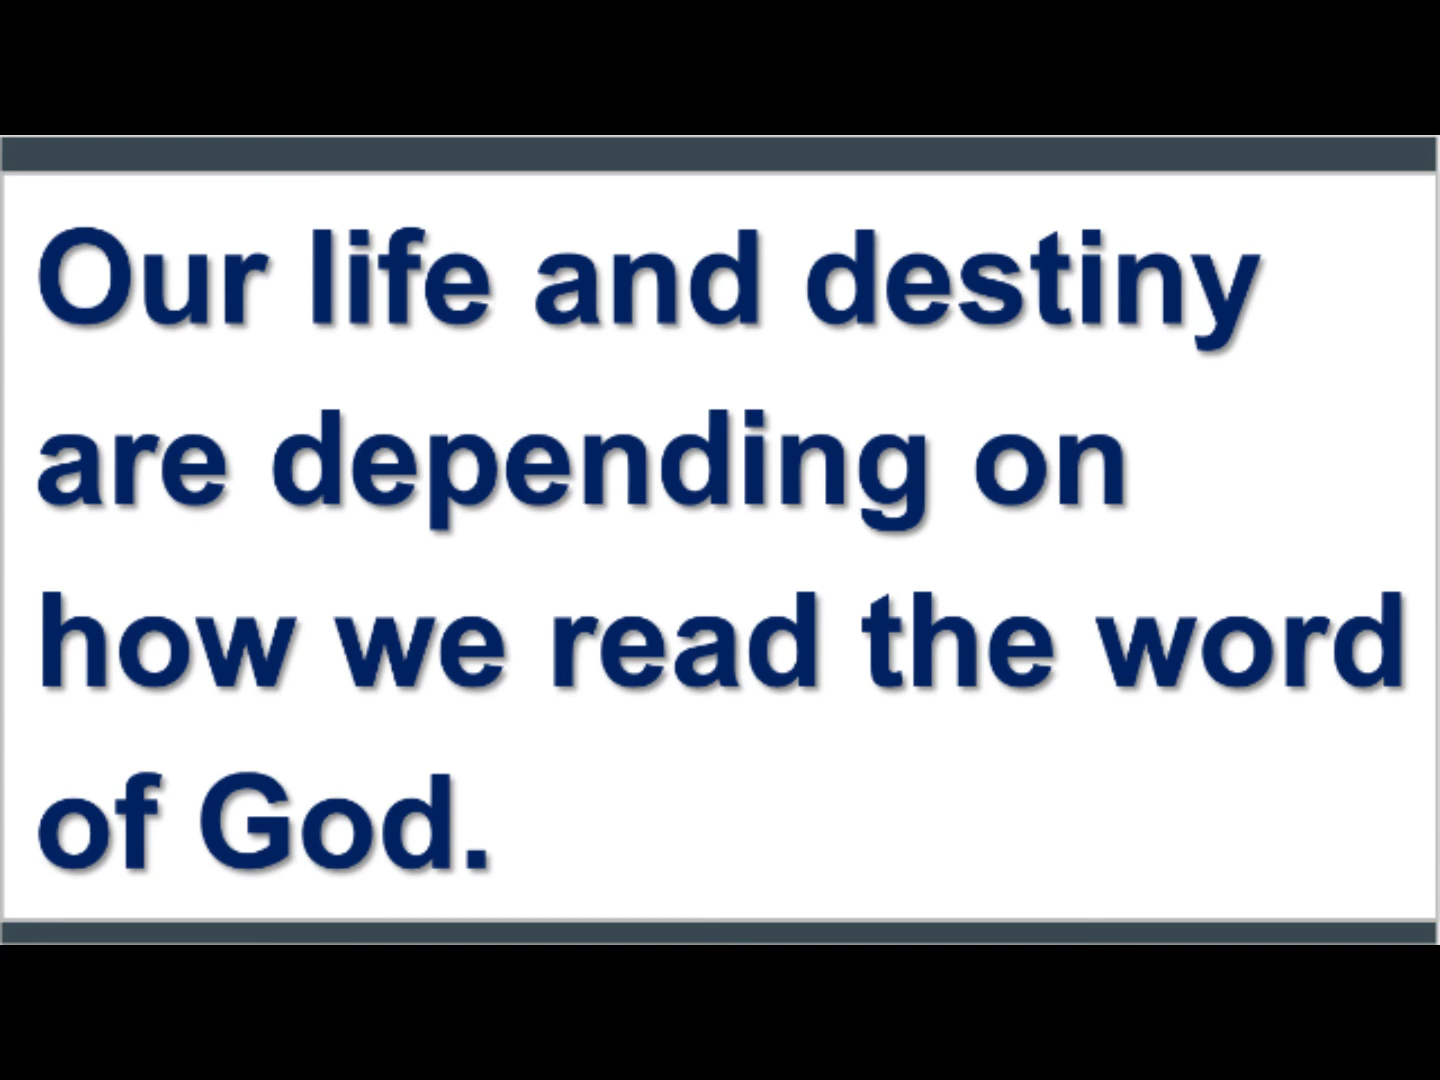 Our life and destiny
are depending on
how we read the word
of God.